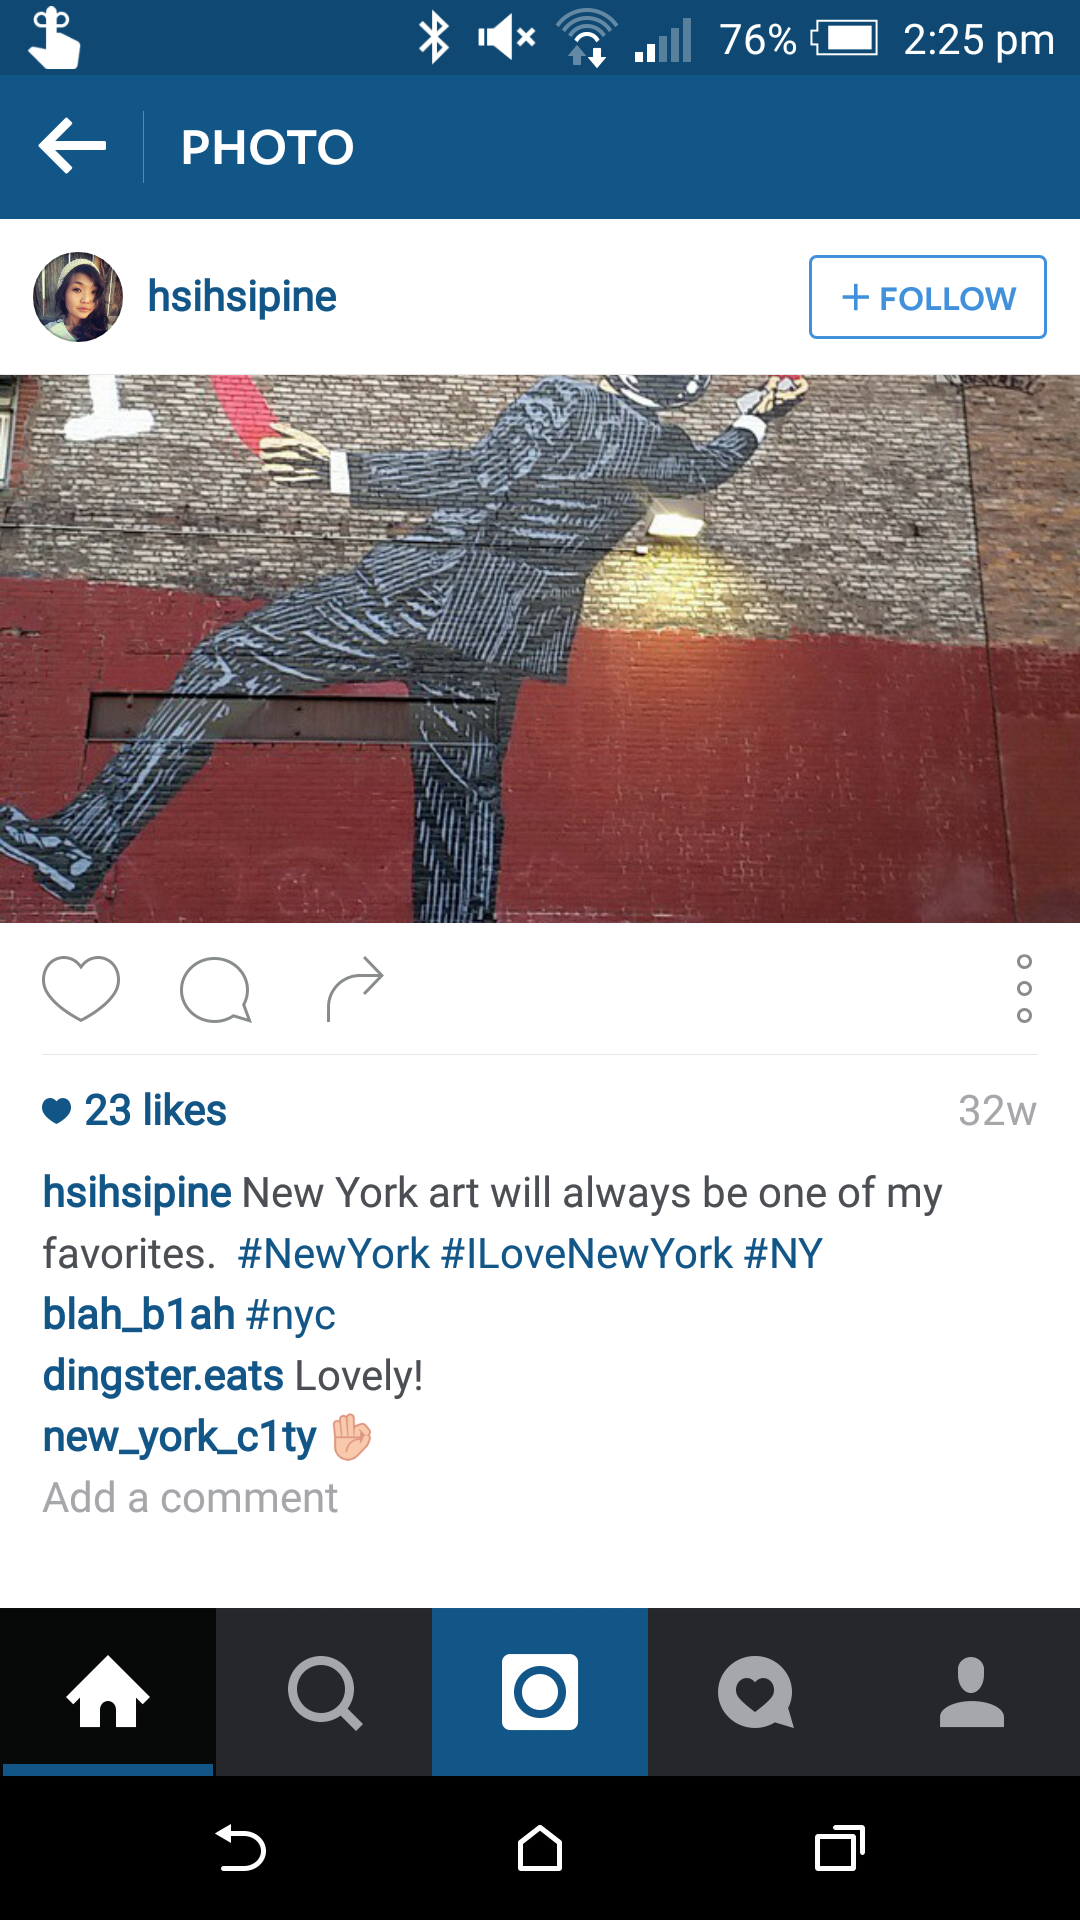 76% 2:25 pm
PHOTO
hsihsipine
+ FOLLOW
23 likes 32w
hsihsipine New York art will always be one of my
favorites. #NewYork #ILoveNewYork #NY
blah_b1ah #nyc
dingster.eats Lovely!
new_york_c1ty 👌
Add a comment